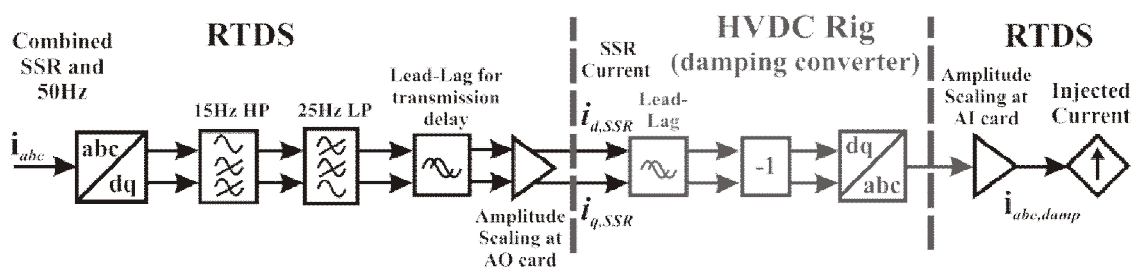 RTDS
HVDC Rig
(damping converter)
RTDS
Combined
SSR and
50Hz
SSR
Current
Lead-Lag for
transmission
delay
Amplitude
Scaling at
AI card
Injected
Current
15Hz HP
25Hz LP
Lead-
Lag
i_abc
abc
dq
i_d,SSR
i_q,SSR
-1
dq
abc
i_abc,damp
Amplitude
Scaling at
AO card